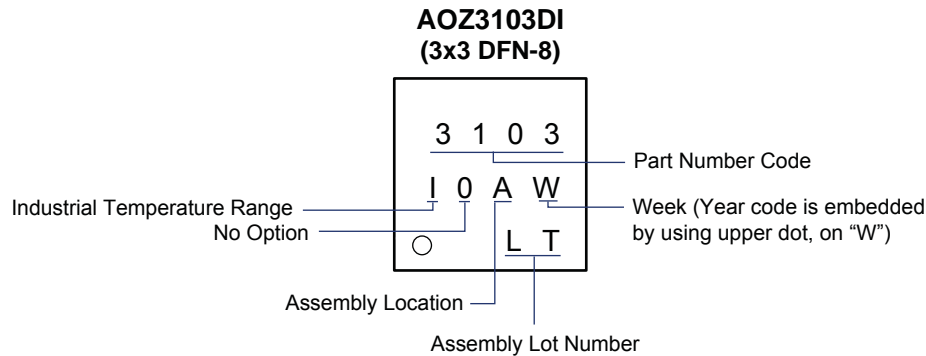 AOZ3103DI
(3x3 DFN-8)
3 1 0 3
Part Number Code
I 0 A W
Industrial Temperature Range
No Option
Week (Year code is embedded
by using upper dot, on “W”)
L T
Assembly Location
Assembly Lot Number